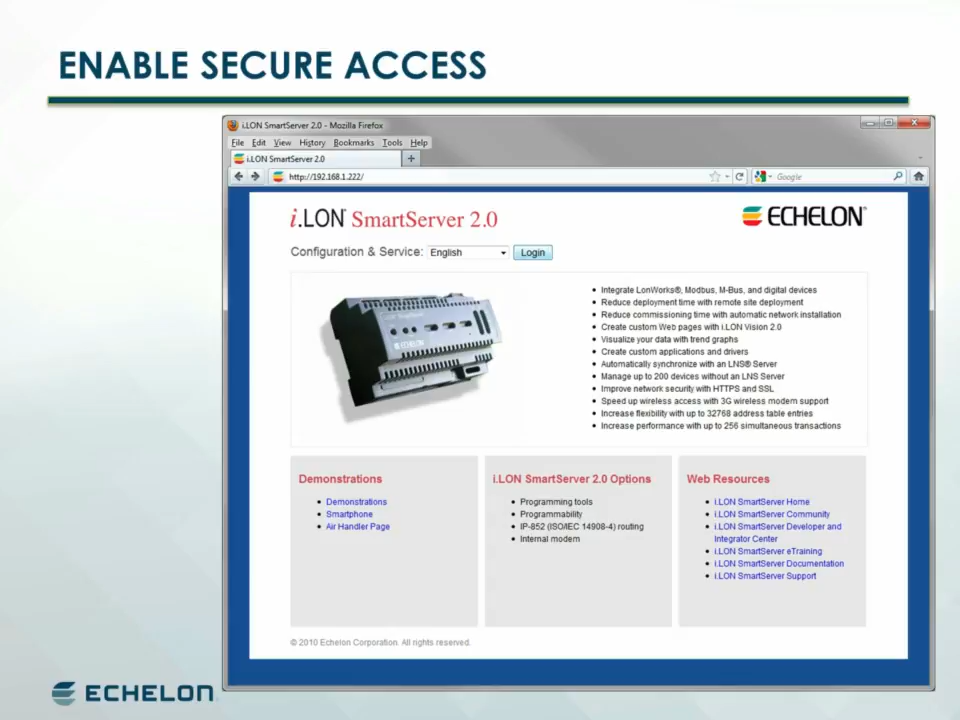 ENABLE SECURE ACCESS
i.LON SmartServer 2.0 - Mozilla Firefox
File Edit View History Bookmarks Tools Help
i.LON SmartServer 2.0
http://192.168.1.222/
Google
i.LON SmartServer 2.0
ECHELON
Configuration & Service: English Login
Integrate LonWorks®, Modbus, M-Bus, and digital devices
Reduce deployment time with remote site deployment
Reduce commissioning time with automatic network installation
Create custom Web pages with i.LON Vision 2.0
Visualize your data with trend graphs
Create custom applications and drivers
Automatically synchronize with an LNS® Server
Manage up to 200 devices without an LNS Server
Improve network security with HTTPS and SSL
Speed up wireless access with 3G wireless modem support
Increase flexibility with up to 32768 address table entries
Increase performance with up to 256 simultaneous transactions
ECHELON
Demonstrations
Demonstrations
Smartphone
Air Handler Page
i.LON SmartServer 2.0 Options
Programming tools
Programmability
IP-852 (ISO/IEC 14908-4) routing
Internal modem
Web Resources
i.LON SmartServer Home
i.LON SmartServer Community
i.LON SmartServer Developer and
Integrator Center
i.LON SmartServer eTraining
i.LON SmartServer Documentation
i.LON SmartServer Support
© 2010 Echelon Corporation. All rights reserved.
ECHELON